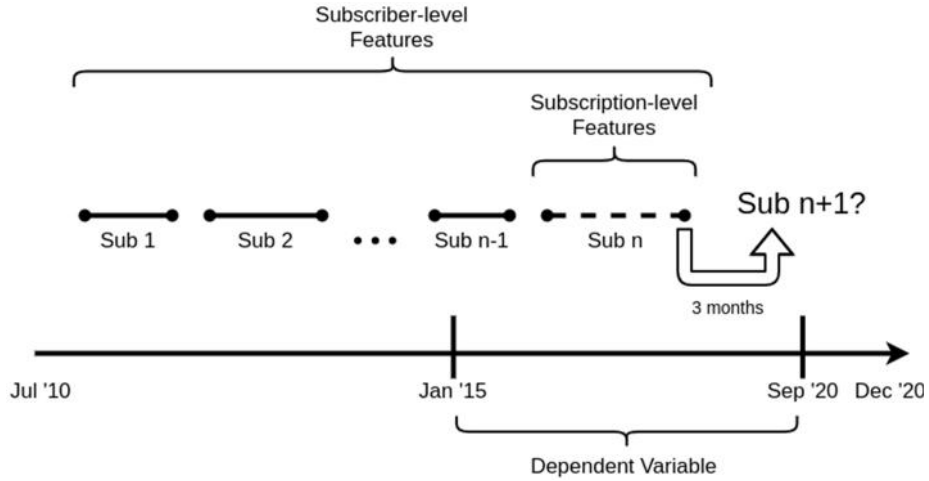 Subscriber-level
Features
Subscription-level
Features
Sub n+1?
Sub 1
Sub 2
Sub n-1
Sub n
3 months
Jul '10
Jan '15
Sep '20
Dec '20
Dependent Variable